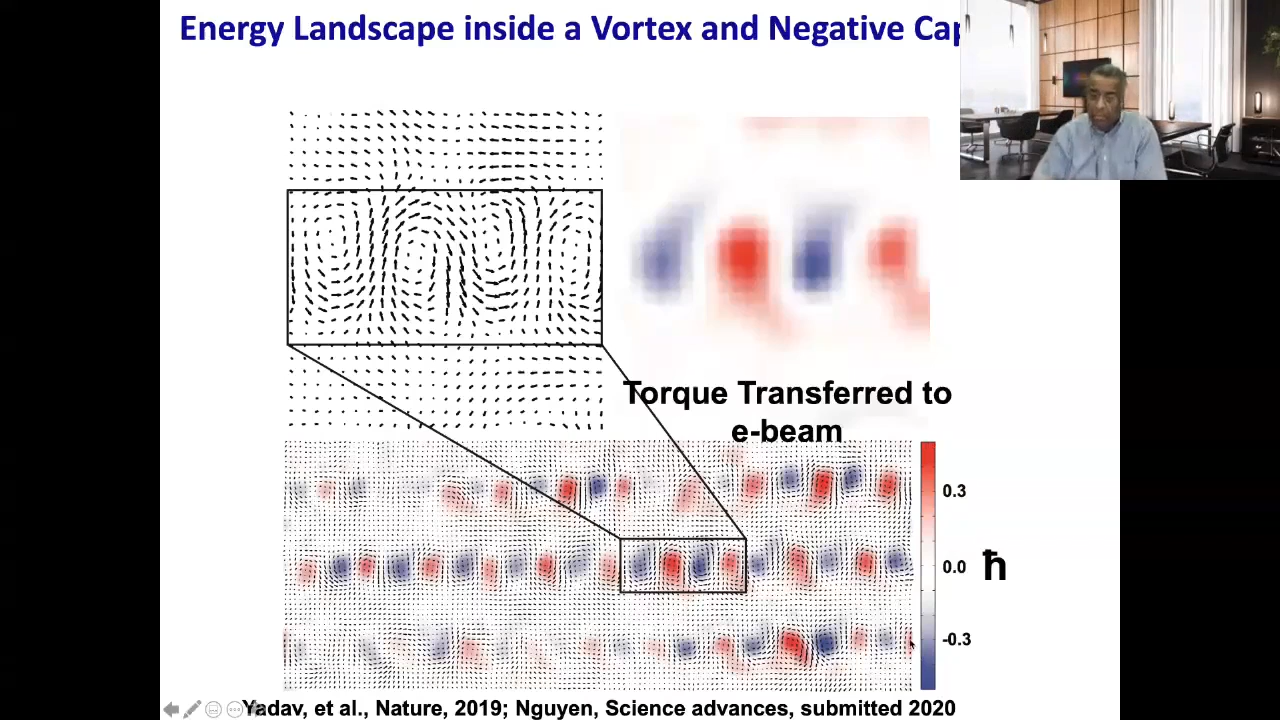 Energy Landscape inside a Vortex and Negative Cap
Torque Transferred to
e-beam
0.3
0.0
ħ
-0.3
Yadav, et al., Nature, 2019; Nguyen, Science advances, submitted 2020